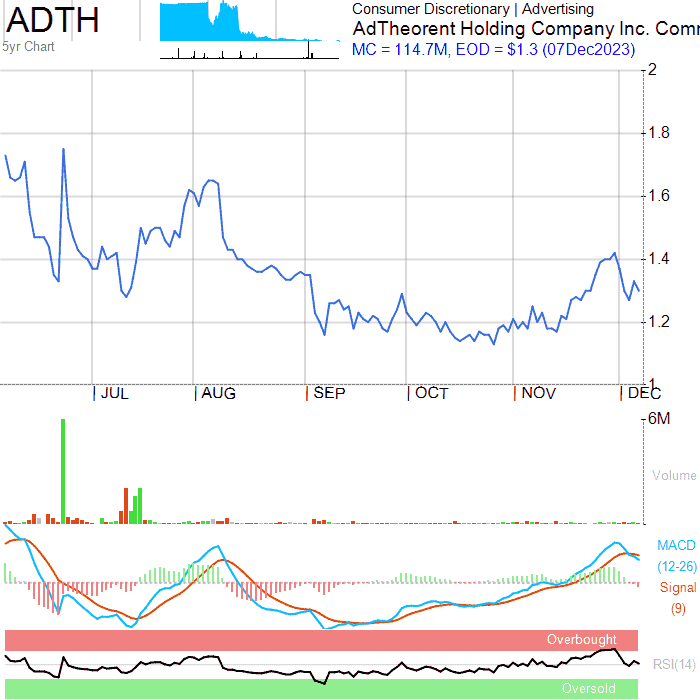 ADTH
5yr Chart
Consumer Discretionary | Advertising
AdTheorent Holding Company Inc. Comm
MC = 114.7M, EOD = $1.3 (07Dec2023)
2
1.8
1.6
1.4
1.2
1
JUL AUG SEP OCT NOV DEC
6M
Volume
MACD
(12-26)
Signal
(9)
Overbought
RSI(14)
Oversold